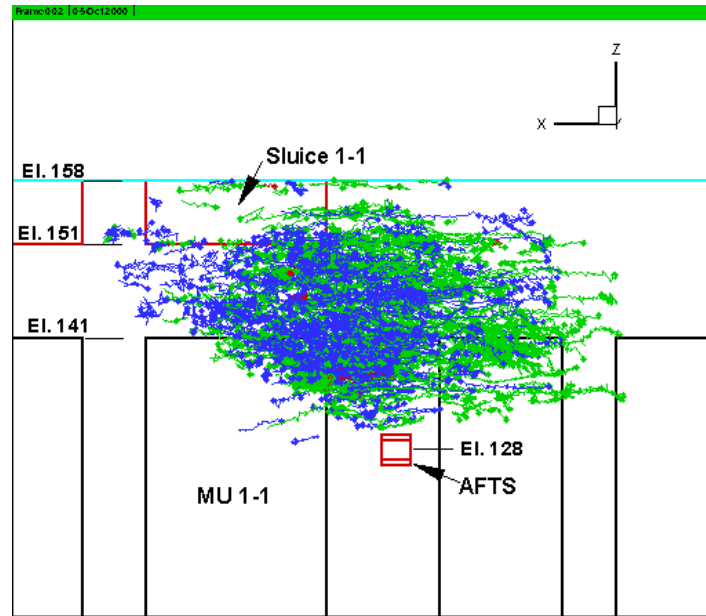 Frame 002 | 05 Oct 2000 |
Z
X
Sluice 1-1
El. 158
El. 151
El. 141
El. 128
AFTS
MU 1-1